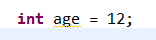 int age = 12;